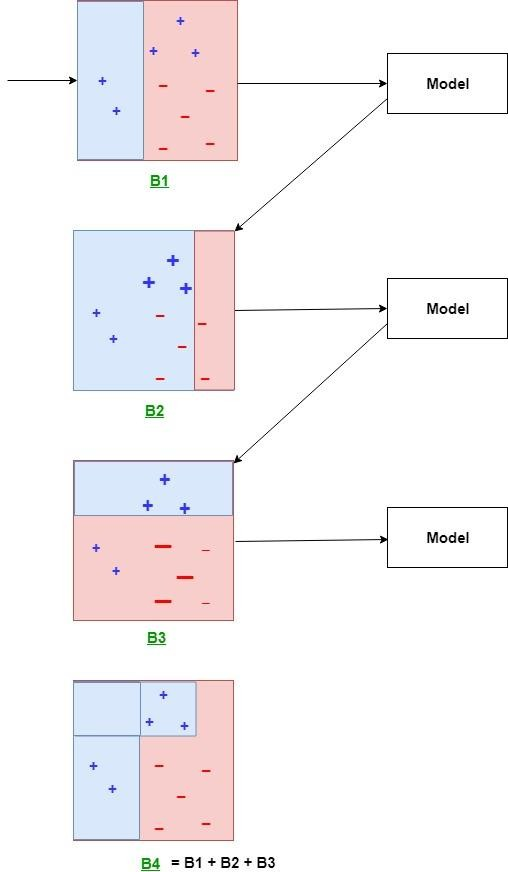 Model
B1
Model
B2
Model
B3
B4 = B1 + B2 + B3